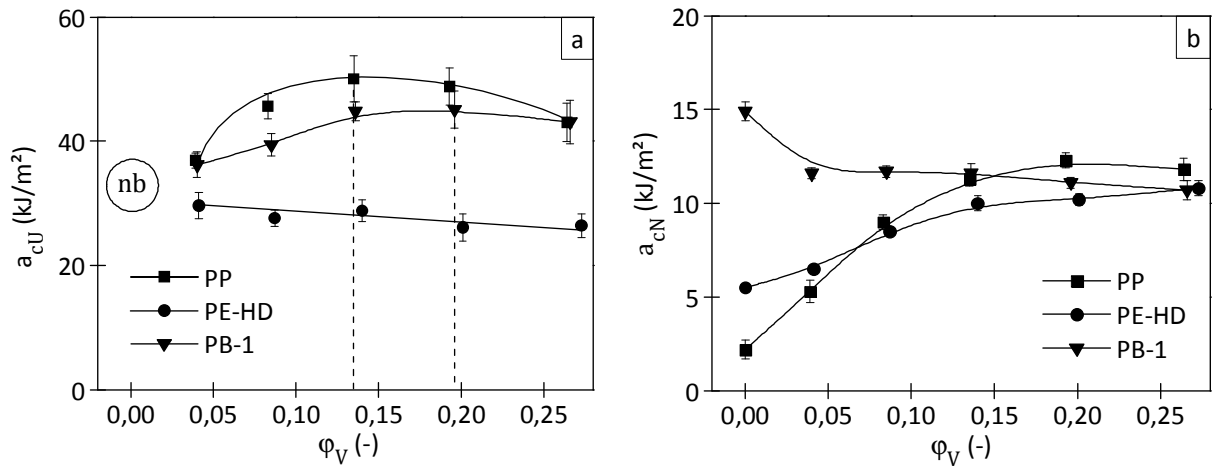 a
60
40
20
0
a_cU (kJ/m²)
nb
PP
PE-HD
PB-1
0,00 0,05 0,10 0,15 0,20 0,25
φ_V (-)
b
20
15
10
5
0
a_cN (kJ/m²)
PP
PE-HD
PB-1
0,00 0,05 0,10 0,15 0,20 0,25
φ_V (-)